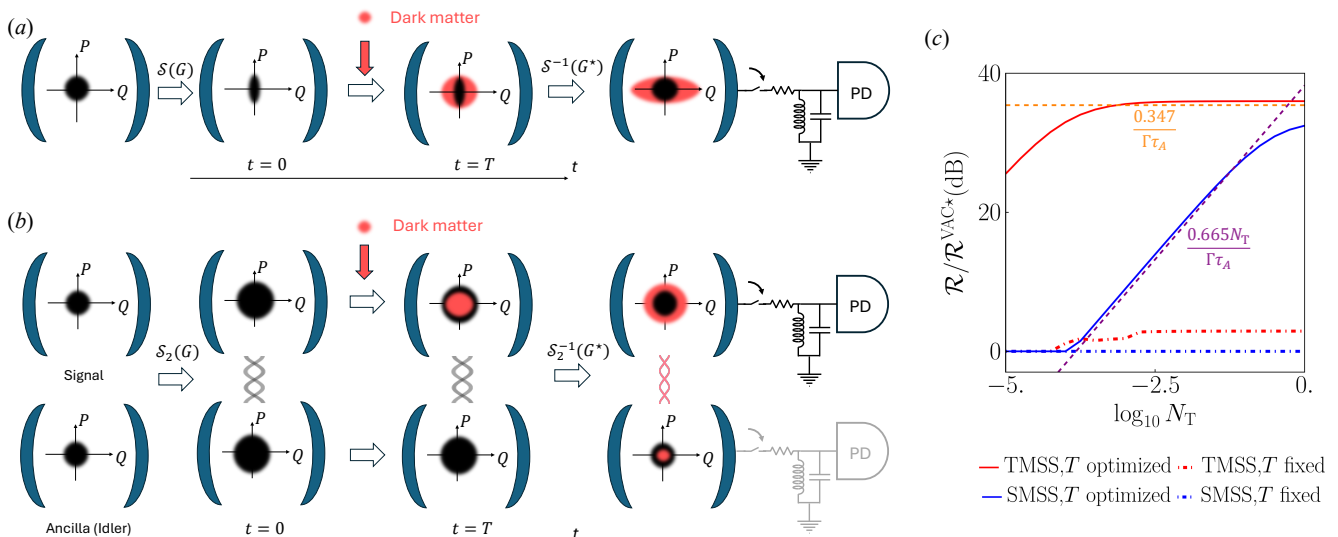 (a)
Dark matter
P
Q
𝒮(G)
P
Q
P
Q
𝒮⁻¹(G⋆)
P
Q
PD
t = 0
t = T
t
(b)
Dark matter
P
Q
Signal
P
Q
P
Q
P
Q
PD
𝒮₂(G)
𝒮₂⁻¹(G⋆)
P
Q
Ancilla (Idler)
P
Q
P
Q
P
Q
PD
t = 0
t = T
t
(c)
ℛ/ℛ^VAC⋆(dB)
40
20
0
0.347
Γτ_A
0.665N_T
Γτ_A
−5
−2.5
0.
log₁₀ N_T
TMSS,T optimized
TMSS,T fixed
SMSS,T optimized
SMSS,T fixed